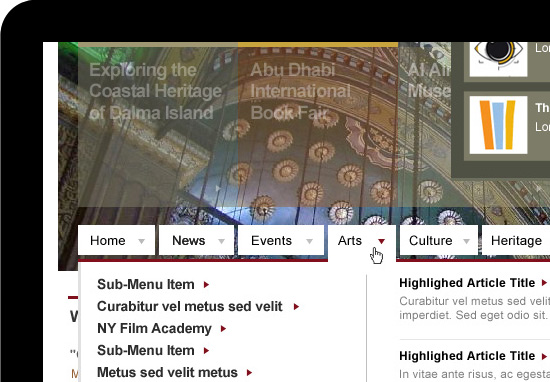 Exploring the
Coastal Heritage
of Dalma Island
Abu Dhabi
International
Book Fair
Al Ai
Muse
Th
Lor
Home
News
Events
Arts
Culture
Heritage
Sub-Menu Item
Curabitur vel metus sed velit
NY Film Academy
Sub-Menu Item
Metus sed velit metus
Highlighed Article Title
Curabitur vel metus sed velit
imperdiet. Sed eget odio sit.
Highlighed Article Title
In vitae ante risus, ac egesta